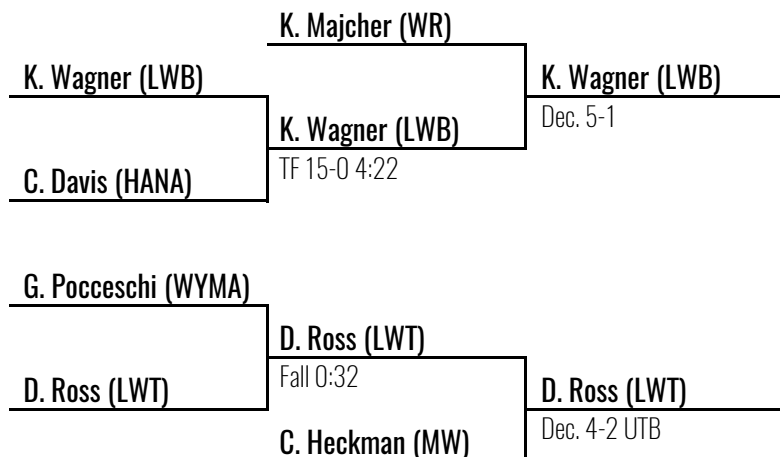 K. Majcher (WR)
K. Wagner (LWB)
K. Wagner (LWB)
Dec. 5-1
K. Wagner (LWB)
TF 15-0 4:22
C. Davis (HANA)
G. Pocceschi (WYMA)
D. Ross (LWT)
Fall 0:32
D. Ross (LWT)
D. Ross (LWT)
Dec. 4-2 UTB
C. Heckman (MW)